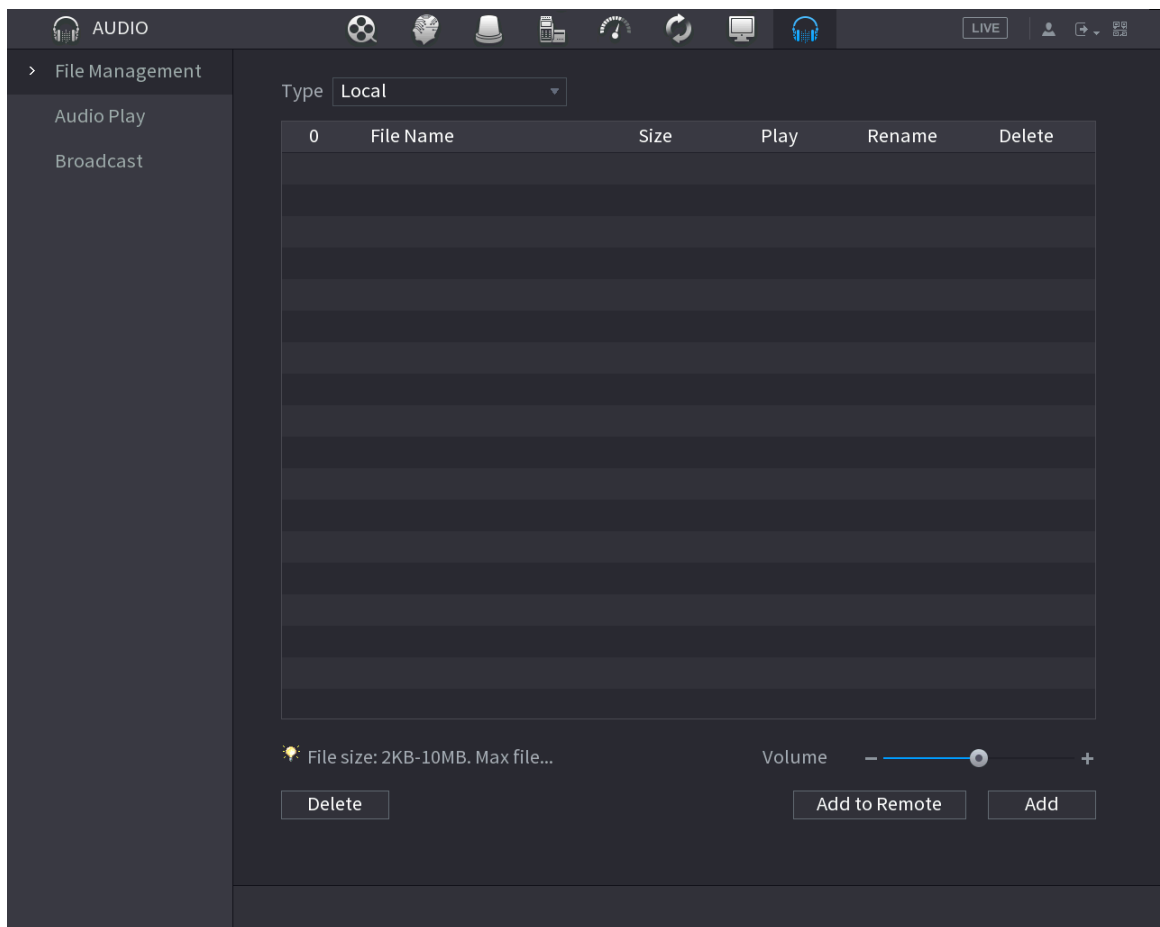 AUDIO
LIVE
File Management
Audio Play
Broadcast
Type Local
0 File Name Size Play Rename Delete
File size: 2KB-10MB. Max file...
Volume
Delete
Add to Remote
Add